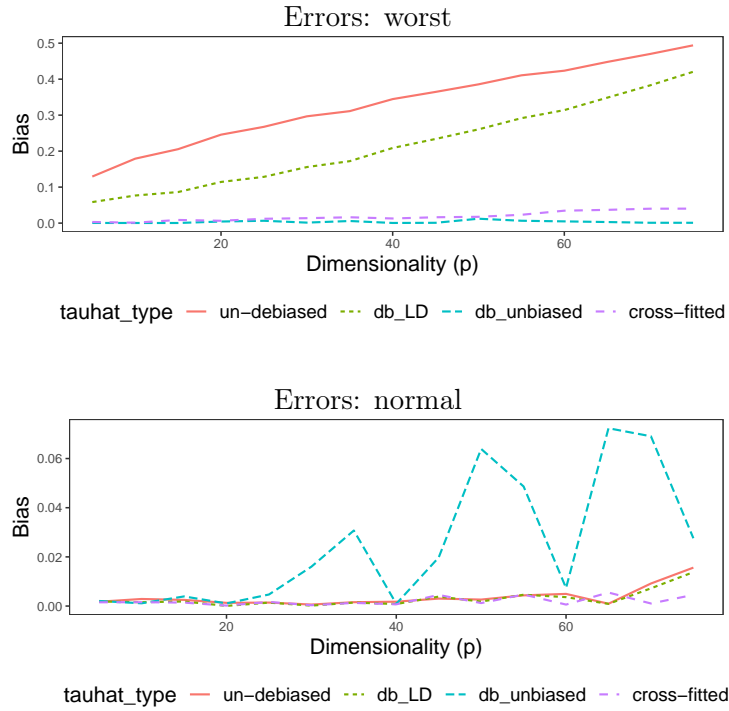 Errors: worst
0.5
0.4
0.3
0.2
0.1
0.0
Bias
20 40 60
Dimensionality (p)
tauhat_type un-debiased db_LD db_unbiased cross-fitted
Errors: normal
0.06
0.04
0.02
0.00
Bias
20 40 60
Dimensionality (p)
tauhat_type un-debiased db_LD db_unbiased cross-fitted